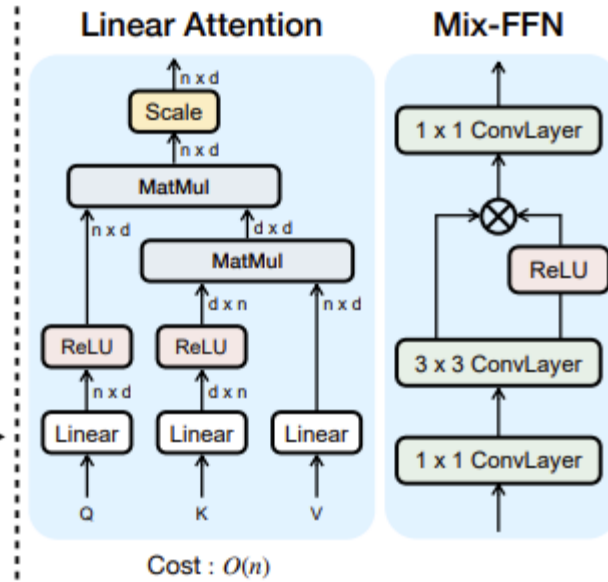 Linear Attention
n x d
Scale
n x d
MatMul
n x d
d x d
MatMul
d x n
n x d
ReLU
ReLU
n x d
d x n
Linear
Linear
Linear
Q
K
V
Cost : O(n)
Mix-FFN
1 x 1 ConvLayer
ReLU
3 x 3 ConvLayer
1 x 1 ConvLayer